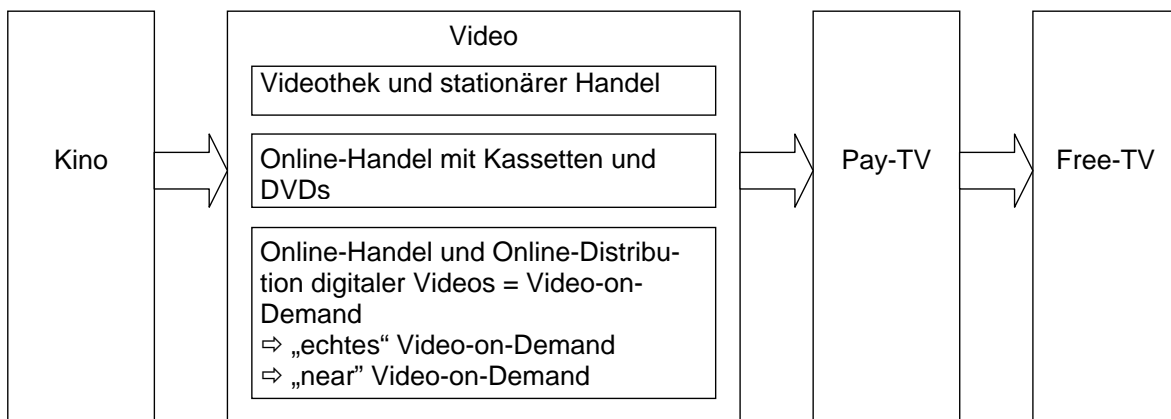 Video
Videothek und stationärer Handel
Kino
Online-Handel mit Kassetten und
DVDs
Pay-TV
Free-TV
Online-Handel und Online-Distribu-
tion digitaler Videos = Video-on-
Demand
⇨ „echtes“ Video-on-Demand
⇨ „near” Video-on-Demand